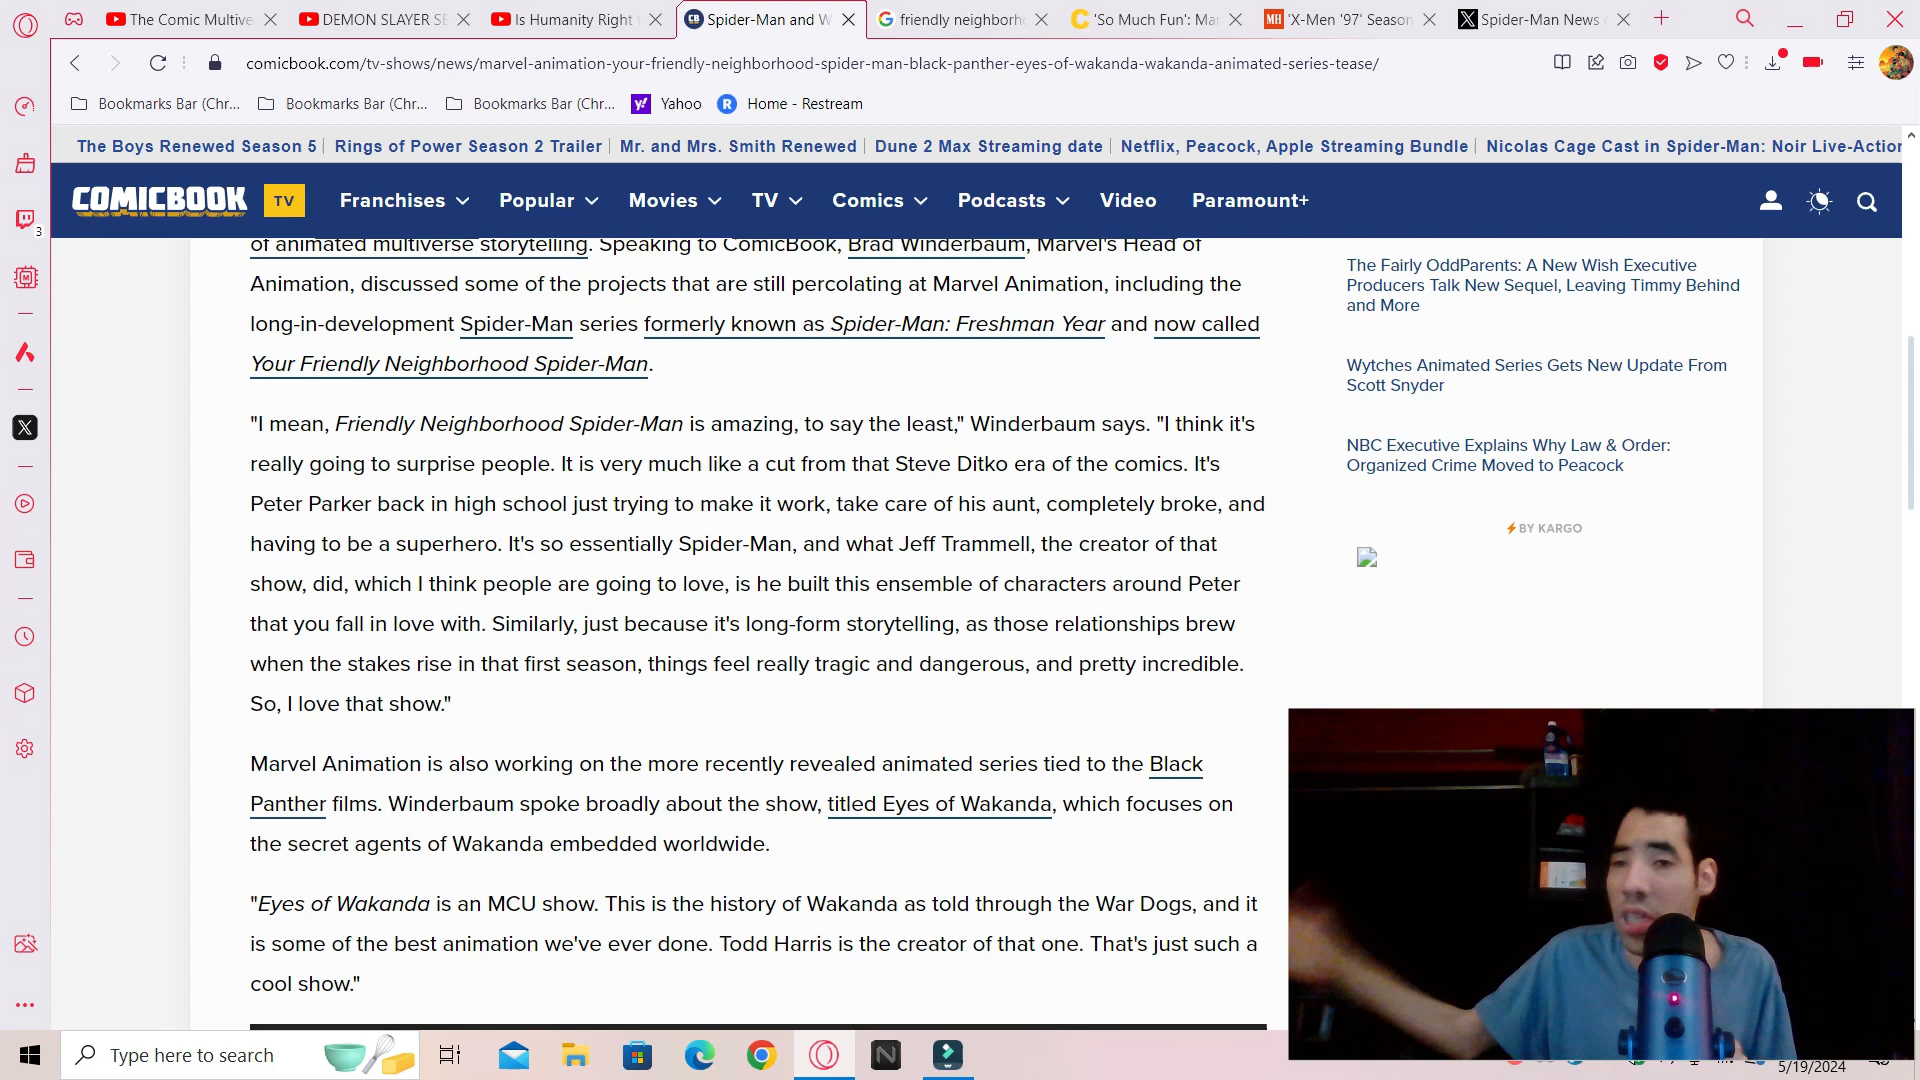 The Comic Multive
DEMON SLAYER SE
Is Humanity Right
Spider-Man and W
friendly neighborho
'So Much Fun': Mar
'X-Men '97' Season
Spider-Man News
comicbook.com/tv-shows/news/marvel-animation-your-friendly-neighborhood-spider-man-black-panther-eyes-of-wakanda-wakanda-animated-series-tease/
Bookmarks Bar (Chr...
Bookmarks Bar (Chr...
Bookmarks Bar (Chr...
Yahoo
Home - Restream
The Boys Renewed Season 5 | Rings of Power Season 2 Trailer | Mr. and Mrs. Smith Renewed | Dune 2 Max Streaming date | Netflix, Peacock, Apple Streaming Bundle | Nicolas Cage Cast in Spider-Man: Noir Live-Action
COMICBOOK TV Franchises Popular Movies TV Comics Podcasts Video Paramount+
3
of animated multiverse storytelling. Speaking to ComicBook, Brad Winderbaum, Marvel's Head of
Animation, discussed some of the projects that are still percolating at Marvel Animation, including the
long-in-development Spider-Man series formerly known as Spider-Man: Freshman Year and now called
Your Friendly Neighborhood Spider-Man.
"I mean, Friendly Neighborhood Spider-Man is amazing, to say the least," Winderbaum says. "I think it's
really going to surprise people. It is very much like a cut from that Steve Ditko era of the comics. It's
Peter Parker back in high school just trying to make it work, take care of his aunt, completely broke, and
having to be a superhero. It's so essentially Spider-Man, and what Jeff Trammell, the creator of that
show, did, which I think people are going to love, is he built this ensemble of characters around Peter
that you fall in love with. Similarly, just because it's long-form storytelling, as those relationships brew
when the stakes rise in that first season, things feel really tragic and dangerous, and pretty incredible.
So, I love that show."
Marvel Animation is also working on the more recently revealed animated series tied to the Black
Panther films. Winderbaum spoke broadly about the show, titled Eyes of Wakanda, which focuses on
the secret agents of Wakanda embedded worldwide.
"Eyes of Wakanda is an MCU show. This is the history of Wakanda as told through the War Dogs, and it
is some of the best animation we've ever done. Todd Harris is the creator of that one. That's just such a
cool show."
The Fairly OddParents: A New Wish Executive
Producers Talk New Sequel, Leaving Timmy Behind
and More
Wytches Animated Series Gets New Update From
Scott Snyder
NBC Executive Explains Why Law & Order:
Organized Crime Moved to Peacock
BY KARGO
Type here to search
5/19/2024